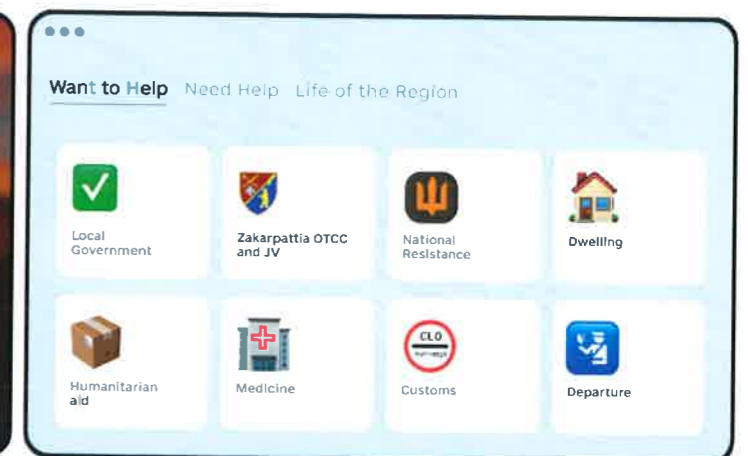 Want to Help Need Help Life of the Region
Local
Government
Zakarpattia OTCC
and JV
National
Resistance
Dwelling
Humanitarian
aid
Medicine
CLO
Customs
Departure